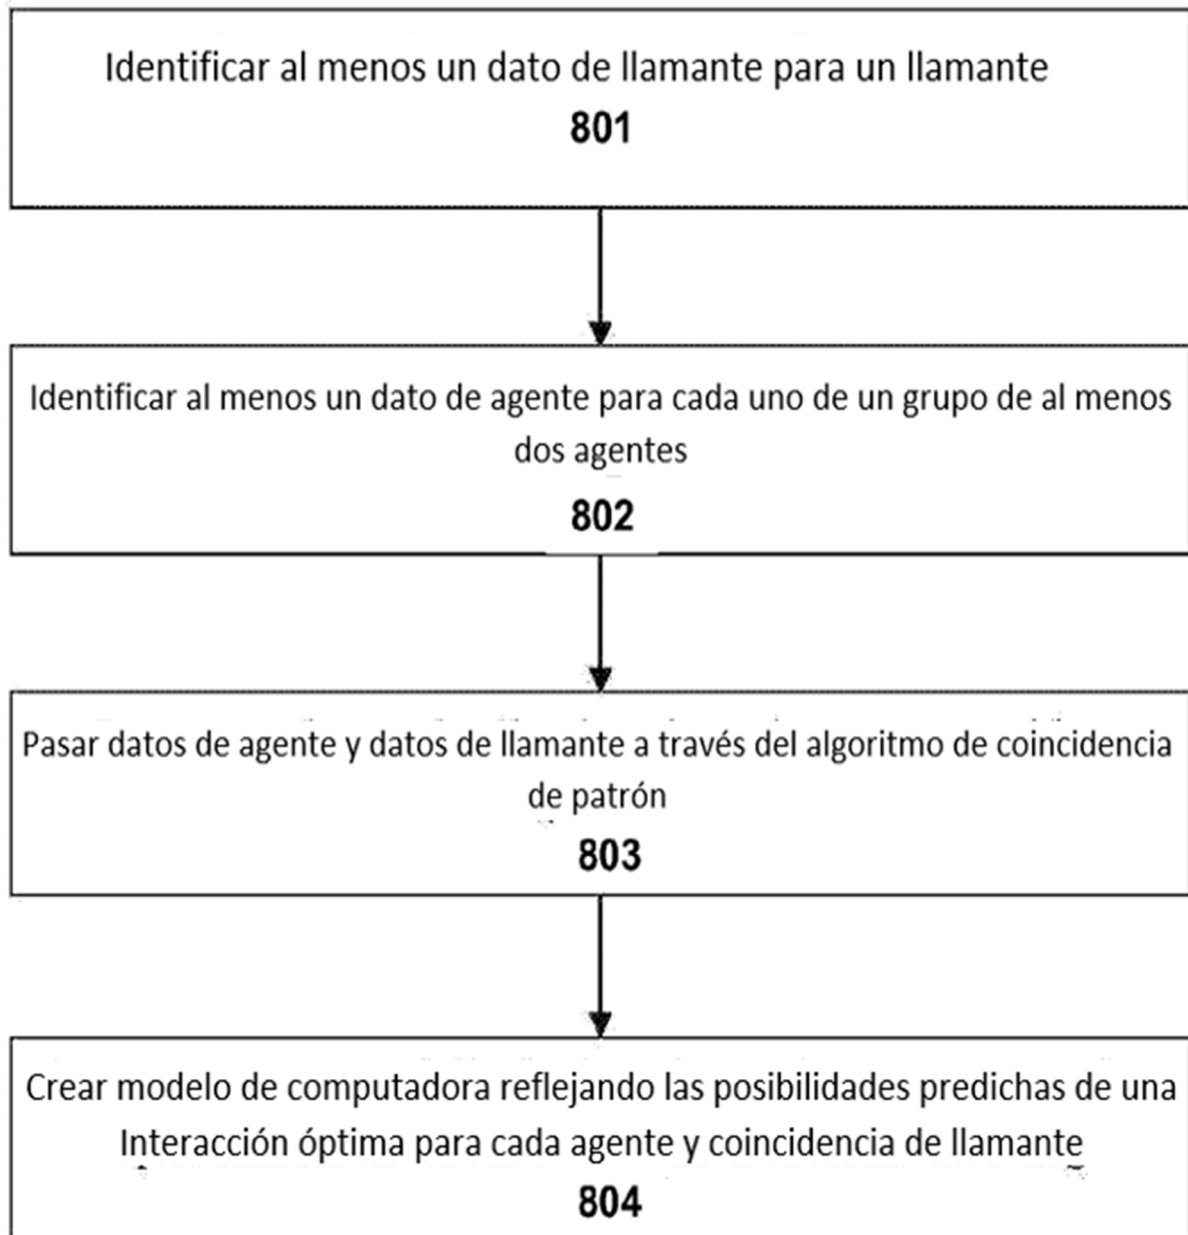 Identificar al menos un dato de llamante para un llamante
801
Identificar al menos un dato de agente para cada uno de un grupo de al menos
dos agentes
802
Pasar datos de agente y datos de llamante a través del algoritmo de coincidencia
de patrón
803
Crear modelo de computadora reflejando las posibilidades predichas de una
Interacción óptima para cada agente y coincidencia de llamante
804